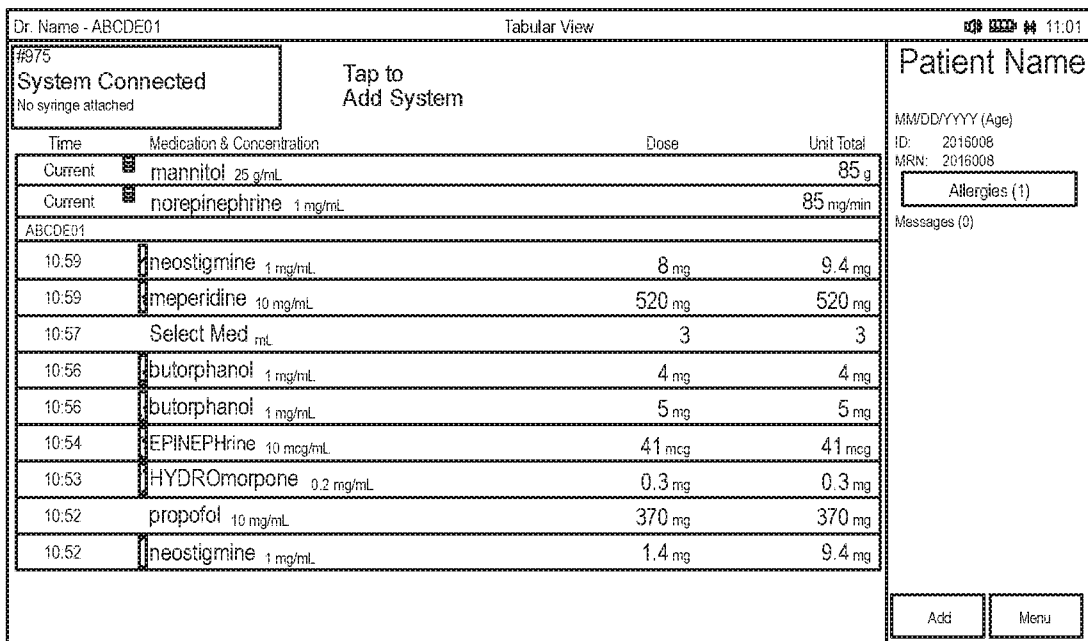 Dr. Name - ABCDE01 Tabular View 11:01
#975
System Connected
No syringe attached
Tap to
Add System
Patient Name
MM/DD/YYYY (Age)
ID: 2016008
MRN: 2016008
Allergies (1)
Messages (0)
Time Medication & Concentration Dose Unit Total
Current mannitol 25 g/mL 85 g
Current norepinephrine 1 mg/mL 85 mg/min
ABCDE01
10:59 neostigmine 1 mg/mL 8 mg 9.4 mg
10:59 meperidine 10 mg/mL 520 mg 520 mg
10:57 Select Med mL 3 3
10:56 butorphanol 1 mg/mL 4 mg 4 mg
10:56 butorphanol 1 mg/mL 5 mg 5 mg
10:54 EPINEPHrine 10 mcg/mL 41 mcg 41 mcg
10:53 HYDROmorpone 0.2 mg/mL 0.3 mg 0.3 mg
10:52 propofol 10 mg/mL 370 mg 370 mg
10:52 neostigmine 1 mg/mL 1.4 mg 9.4 mg
Add Menu